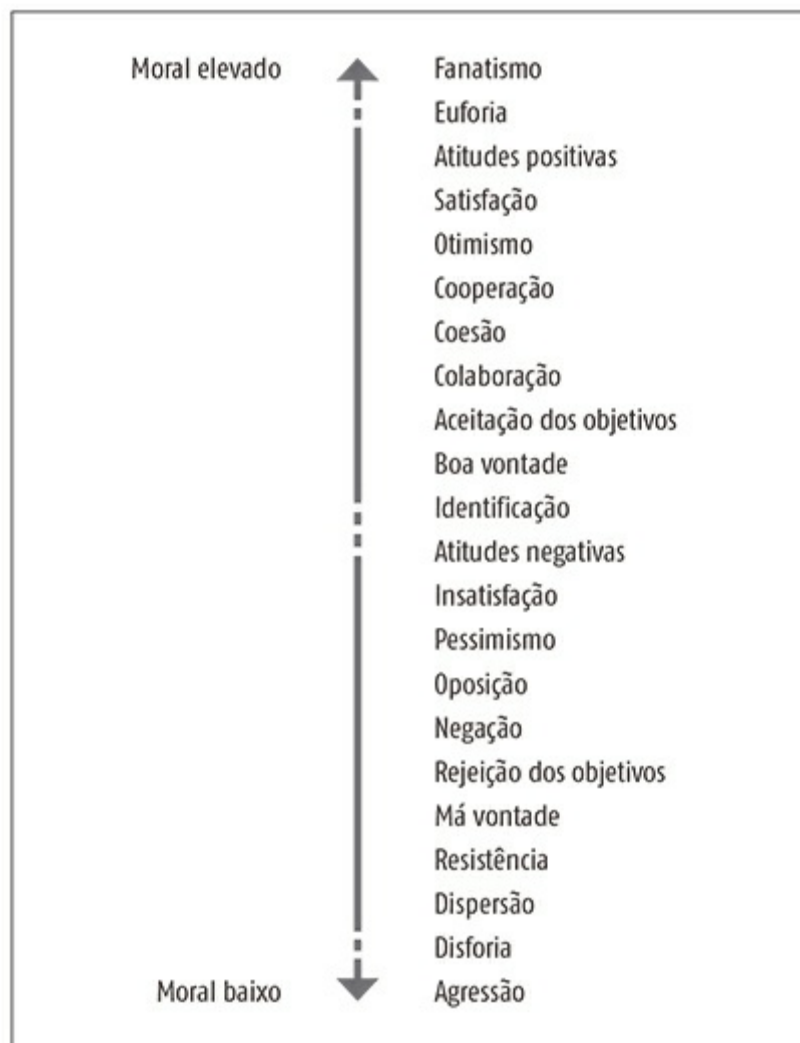 Moral elevado Fanatismo
Euforia
Atitudes positivas
Satisfação
Otimismo
Cooperação
Coesão
Colaboração
Aceitação dos objetivos
Boa vontade
Identificação
Atitudes negativas
Insatisfação
Pessimismo
Oposição
Negação
Rejeição dos objetivos
Má vontade
Resistência
Dispersão
Disforia
Moral baixo Agressão